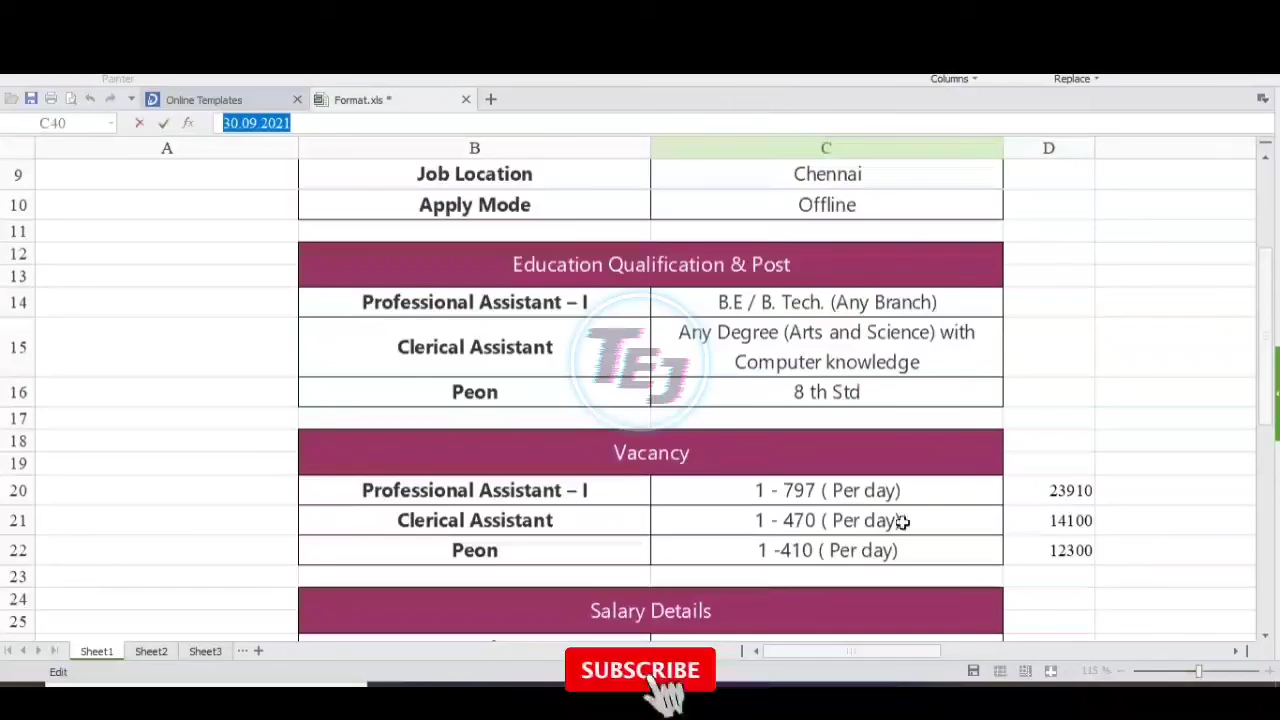 Painter
Columns
Replace
Online Templates
Format.xls *
C40
fx
30.09.2021
A
B
C
D
9
Job Location
Chennai
10
Apply Mode
Offline
11
12
13
Education Qualification & Post
14
Professional Assistant – I
B.E / B. Tech. (Any Branch)
15
Clerical Assistant
Any Degree (Arts and Science) with
Computer knowledge
16
Peon
8 th Std
TEJ
17
18
19
Vacancy
20
Professional Assistant – I
1 - 797 ( Per day)
23910
21
Clerical Assistant
1 - 470 ( Per day)
14100
22
Peon
1 -410 ( Per day)
12300
23
24
25
Salary Details
Sheet1
Sheet2
Sheet3
...
Edit
SUBSCRIBE
115 %